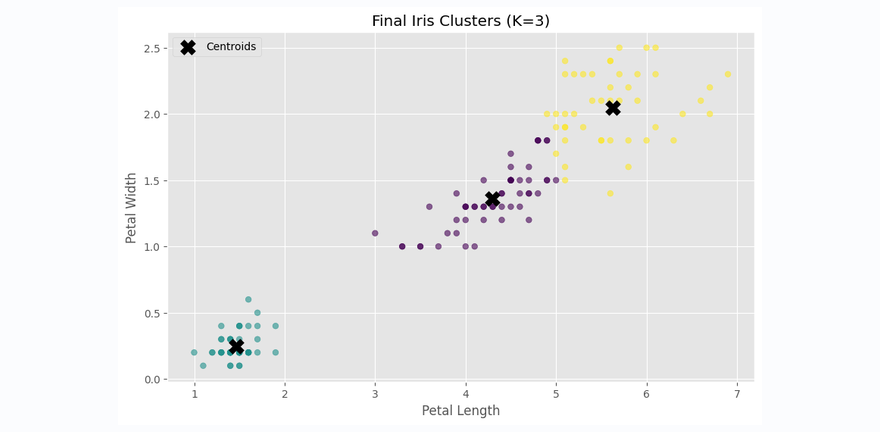 Final Iris Clusters (K=3)
Centroids
2.5
2.0
1.5
1.0
0.5
0.0
Petal Width
1 2 3 4 5 6 7
Petal Length